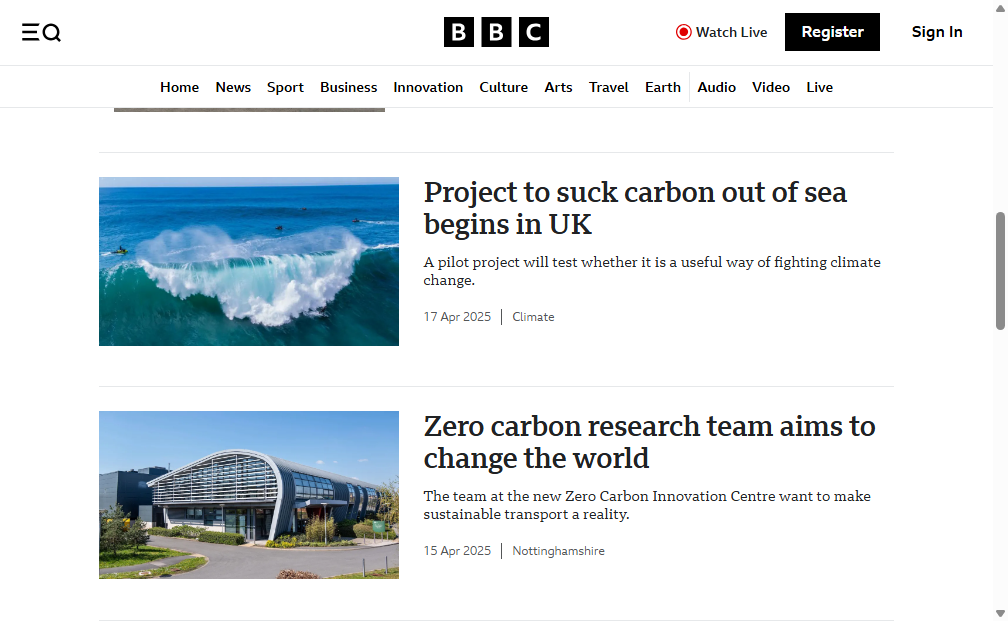 BBC
Watch Live
Register
Sign In
Home News Sport Business Innovation Culture Arts Travel Earth Audio Video Live
Project to suck carbon out of sea
begins in UK
A pilot project will test whether it is a useful way of fighting climate
change.
17 Apr 2025 | Climate
Zero carbon research team aims to
change the world
The team at the new Zero Carbon Innovation Centre want to make
sustainable transport a reality.
15 Apr 2025 | Nottinghamshire